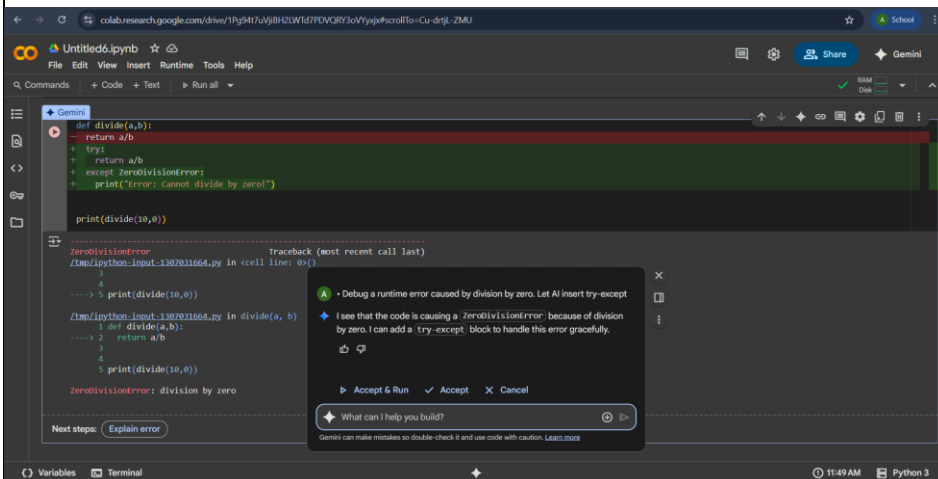 colab.research.google.com/drive/1Pg94t7uVjiBH2LWTd7PDVQRY3oVYyxjx#scrollTo=Cu-drtjL-ZMU
A School
CO Untitled6.ipynb
File Edit View Insert Runtime Tools Help
Share
Gemini
Commands + Code + Text Run all
RAM
Disk
Gemini
def divide(a,b):
- return a/b
+ try:
+ return a/b
+ except ZeroDivisionError:
+ print("Error: Cannot divide by zero!")
print(divide(10,0))
---------------------------------------------------------------------------
ZeroDivisionError Traceback (most recent call last)
/tmp/ipython-input-1307031664.py in <cell line: 0>()
3
4
----> 5 print(divide(10,0))
/tmp/ipython-input-1307031664.py in divide(a, b)
1 def divide(a,b):
----> 2 return a/b
3
4
5 print(divide(10,0))
ZeroDivisionError: division by zero
A • Debug a runtime error caused by division by zero. Let AI insert try-except
I see that the code is causing a ZeroDivisionError because of division
by zero. I can add a try-except block to handle this error gracefully.
Accept & Run Accept Cancel
What can I help you build?
Gemini can make mistakes so double-check it and use code with caution. Learn more
Next steps: Explain error
Variables Terminal
11:49 AM Python 3